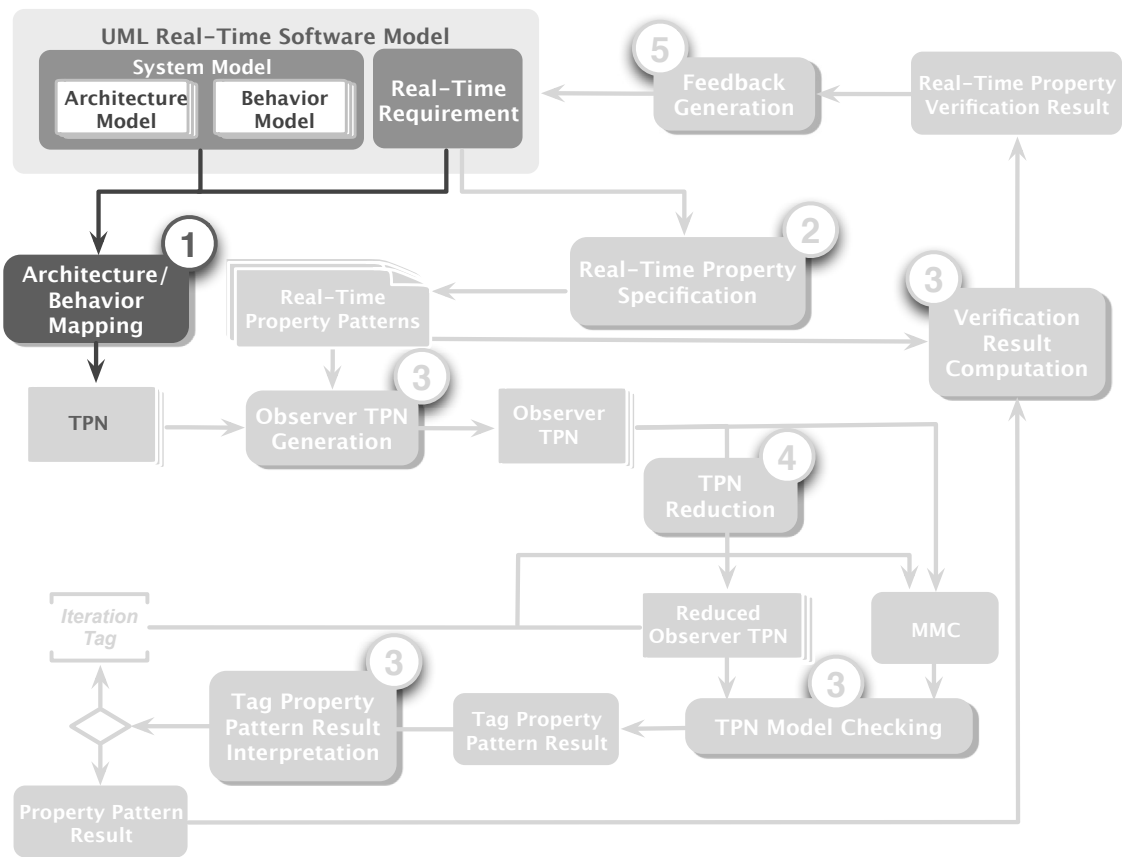 UML Real-Time Software Model
System Model
Architecture
Model
Behavior
Model
Real-Time
Requirement
5
Feedback
Generation
Real-Time Property
Verification Result
1
Architecture/
Behavior
Mapping
2
Real-Time Property
Specification
Real-Time
Property Patterns
3
Verification
Result
Computation
TPN
3
Observer TPN
Generation
Observer
TPN
4
TPN
Reduction
Iteration
Tag
Reduced
Observer TPN
MMC
3
Tag Property
Pattern Result
Interpretation
Tag Property
Pattern Result
3
TPN Model Checking
Property Pattern
Result